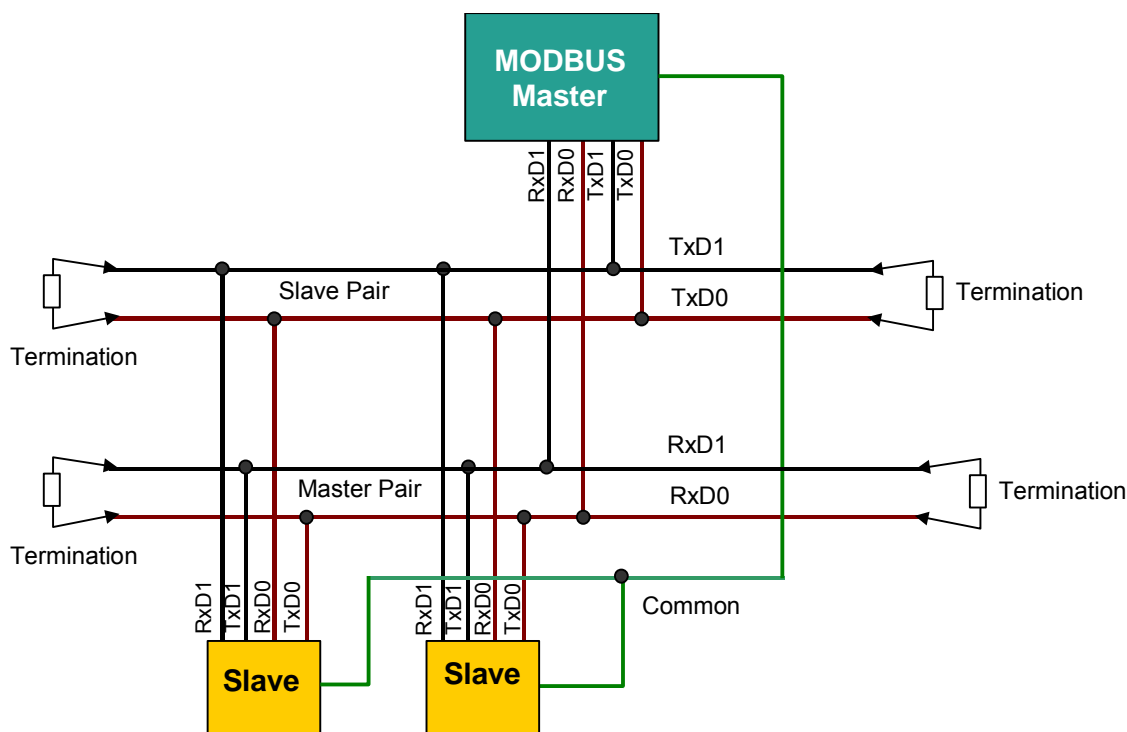 MODBUS
Master
RxD1
RxD0
TxD1
TxD0
TxD1
Slave Pair
TxD0
Termination
Termination
RxD1
Master Pair
RxD0
Termination
Termination
RxD1
TxD1
RxD0
TxD0
RxD1
TxD1
RxD0
TxD0
Common
Slave
Slave